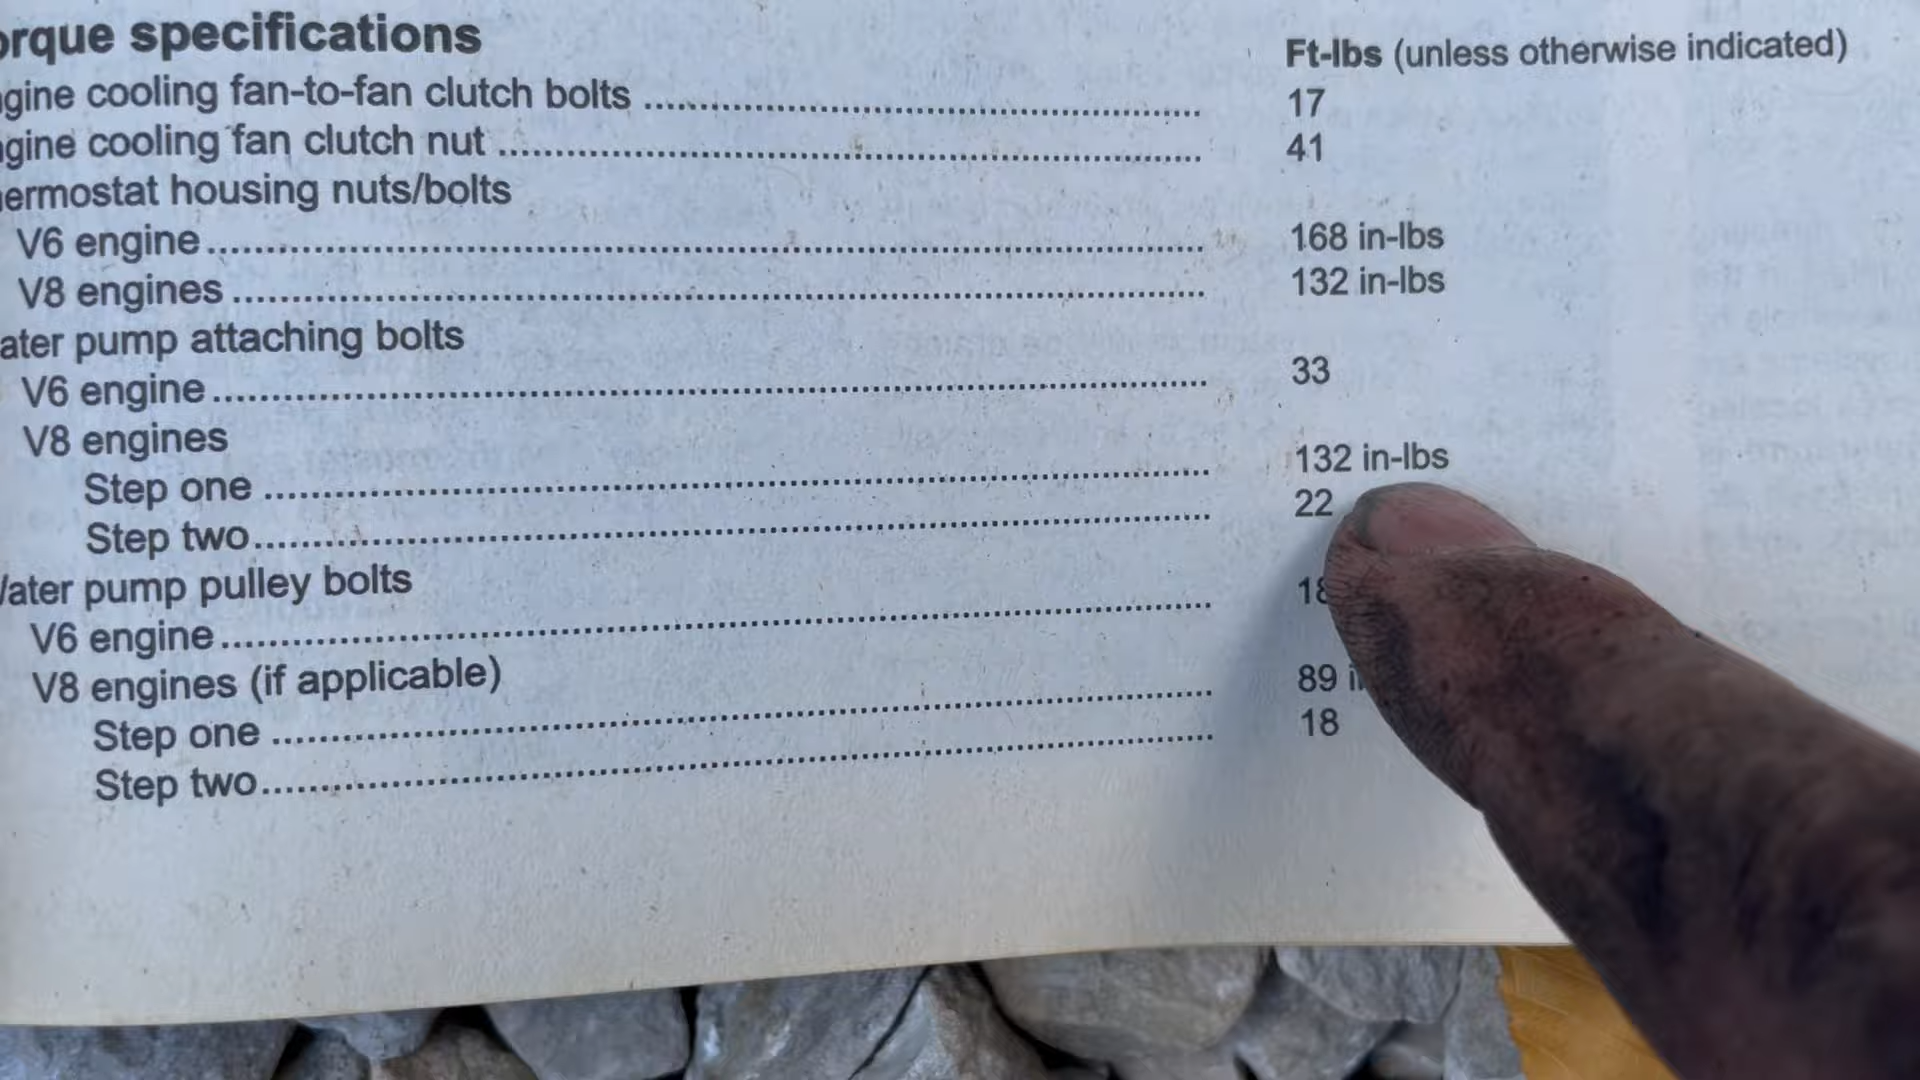 orque specifications
Ft-lbs (unless otherwise indicated)
gine cooling fan-to-fan clutch bolts 17
gine cooling fan clutch nut 41
ermostat housing nuts/bolts
V6 engine 168 in-lbs
V8 engines 132 in-lbs
ater pump attaching bolts
V6 engine 33
V8 engines
Step one 132 in-lbs
Step two 22
ater pump pulley bolts
V6 engine 18
V8 engines (if applicable)
Step one 89
Step two 18